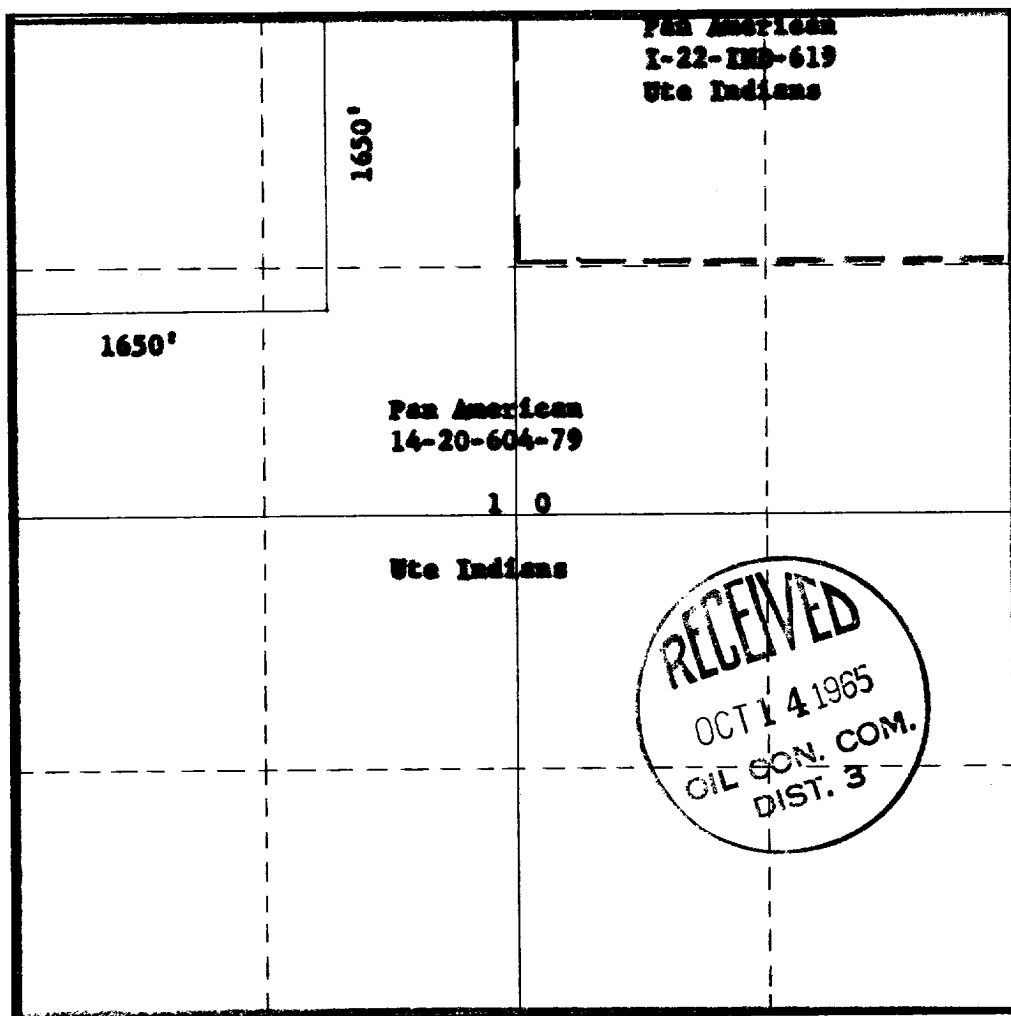 Pan American
I-22-IND-619
Ute Indians
1650'
1650'
Pan American
14-20-604-79
1 0
Ute Indians
RECEIVED
OCT 14 1965
OIL CON. COM.
DIST. 3